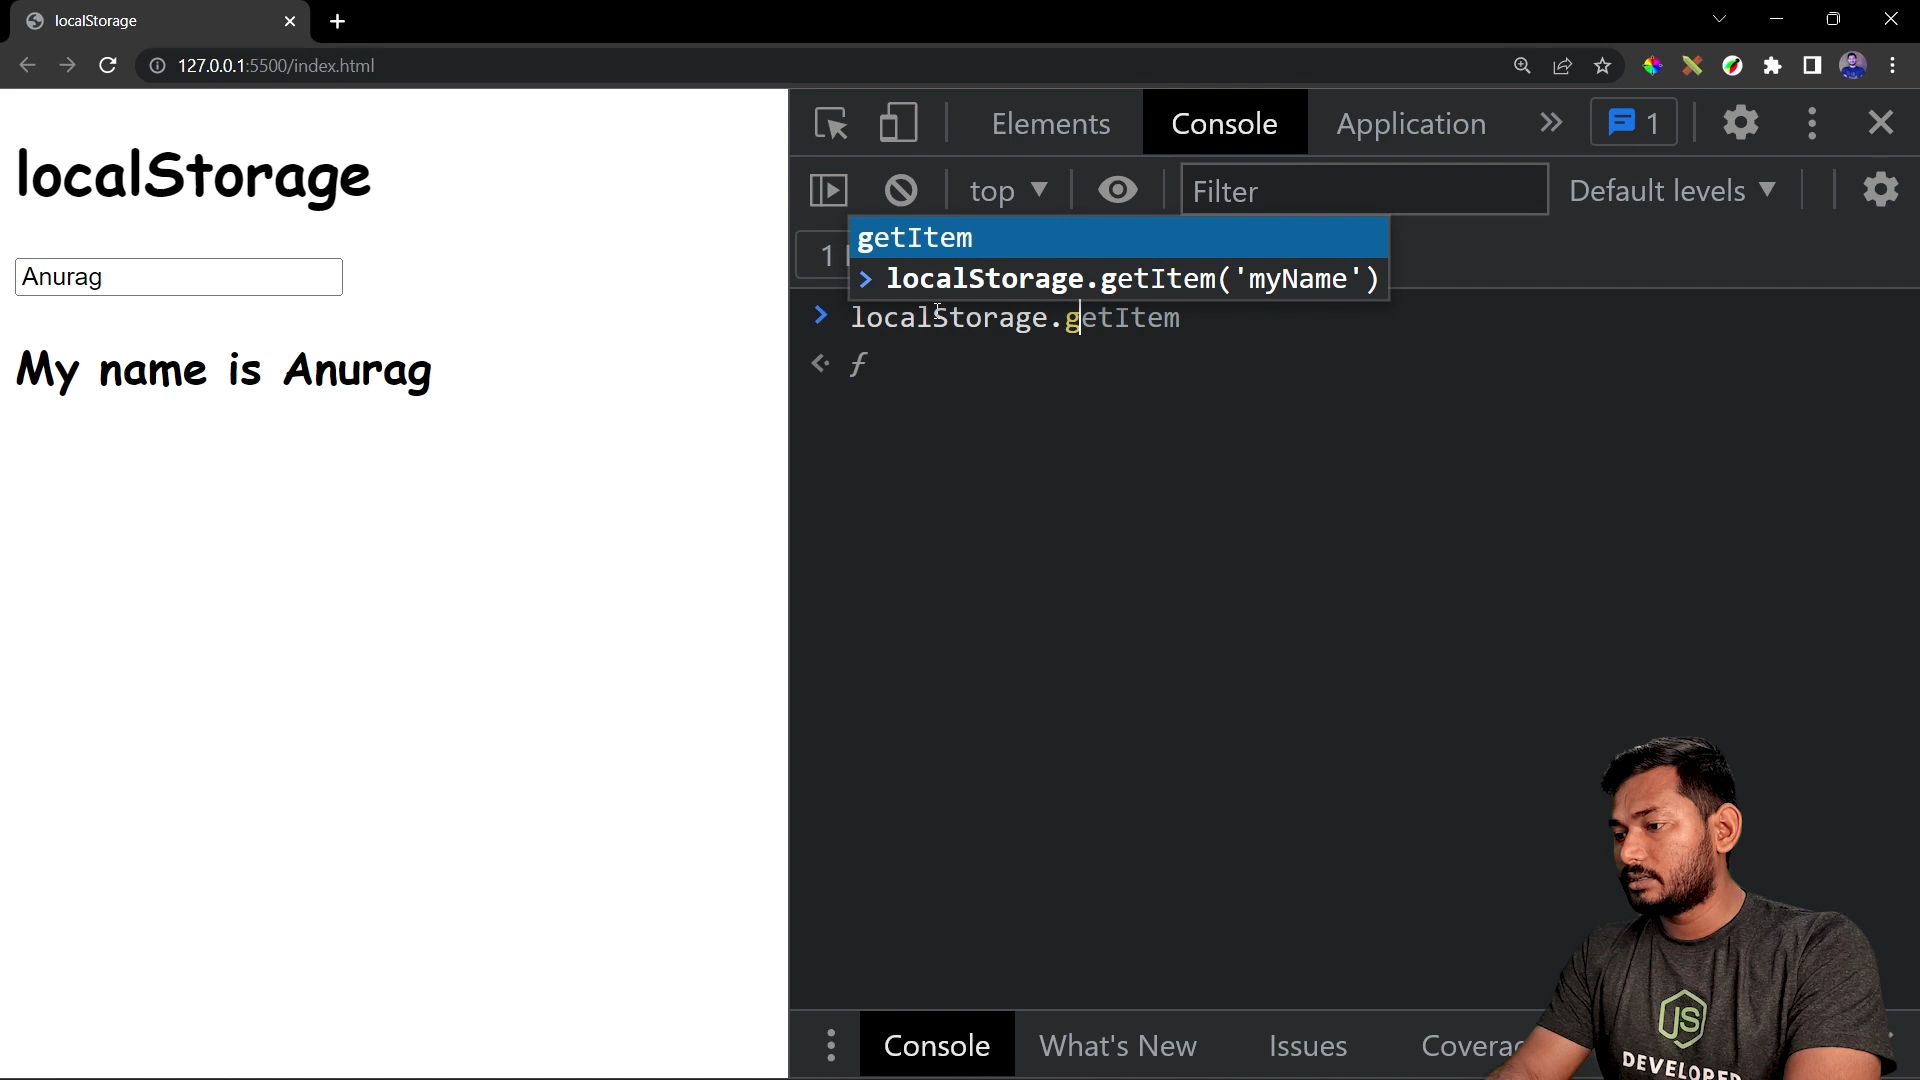 localStorage
127.0.0.1:5500/index.html
localStorage
Anurag
My name is Anurag
Elements
Console
Application
1
top
Filter
Default levels
1
getItem
> localStorage.getItem('myName')
> localStorage.getItem
ƒ
Console
What's New
Issues
JS
DEVELOPER